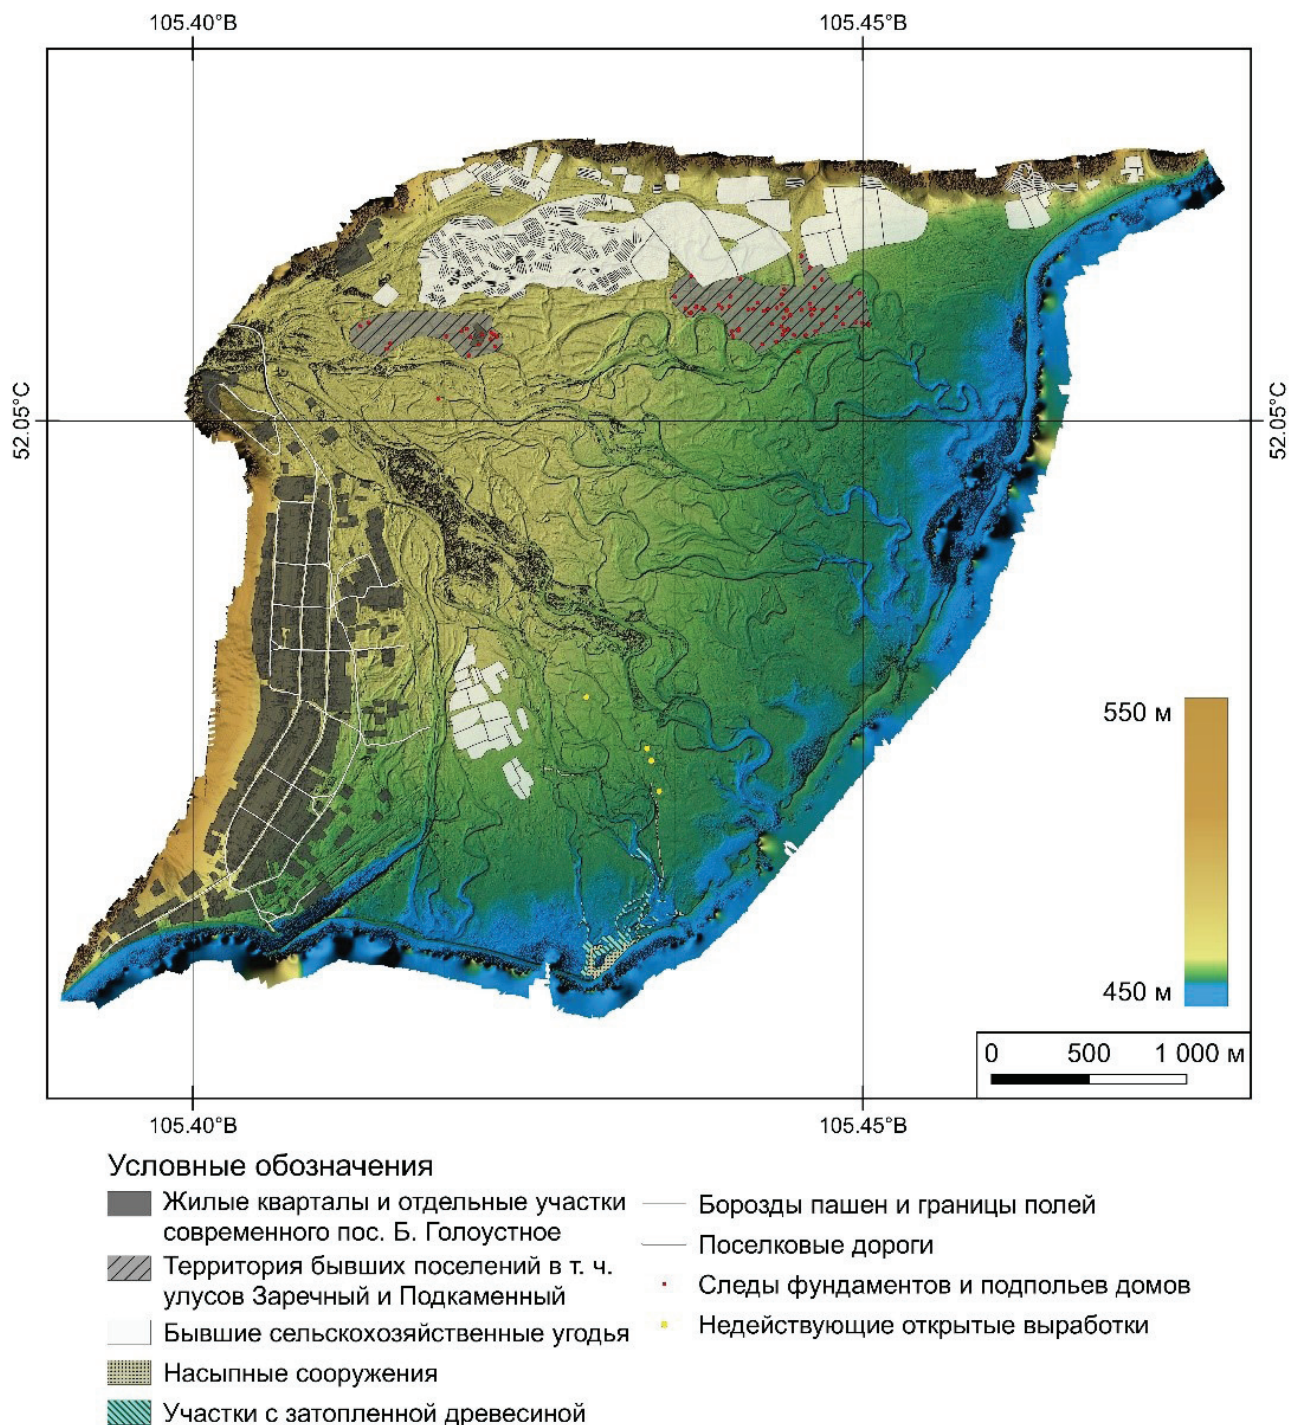 105.40°В
105.45°В
52.05°С
52.05°С
550 м
450 м
0 500 1 000 м
105.40°В
105.45°В
Условные обозначения
Жилые кварталы и отдельные участки
современного пос. Б. Голоустное
Территория бывших поселений в т. ч.
улусов Заречный и Подкаменный
Бывшие сельскохозяйственные угодья
Насыпные сооружения
Участки с затопленной древесиной
Борозды пашен и границы полей
Поселковые дороги
Следы фундаментов и подпольев домов
Недействующие открытые выработки